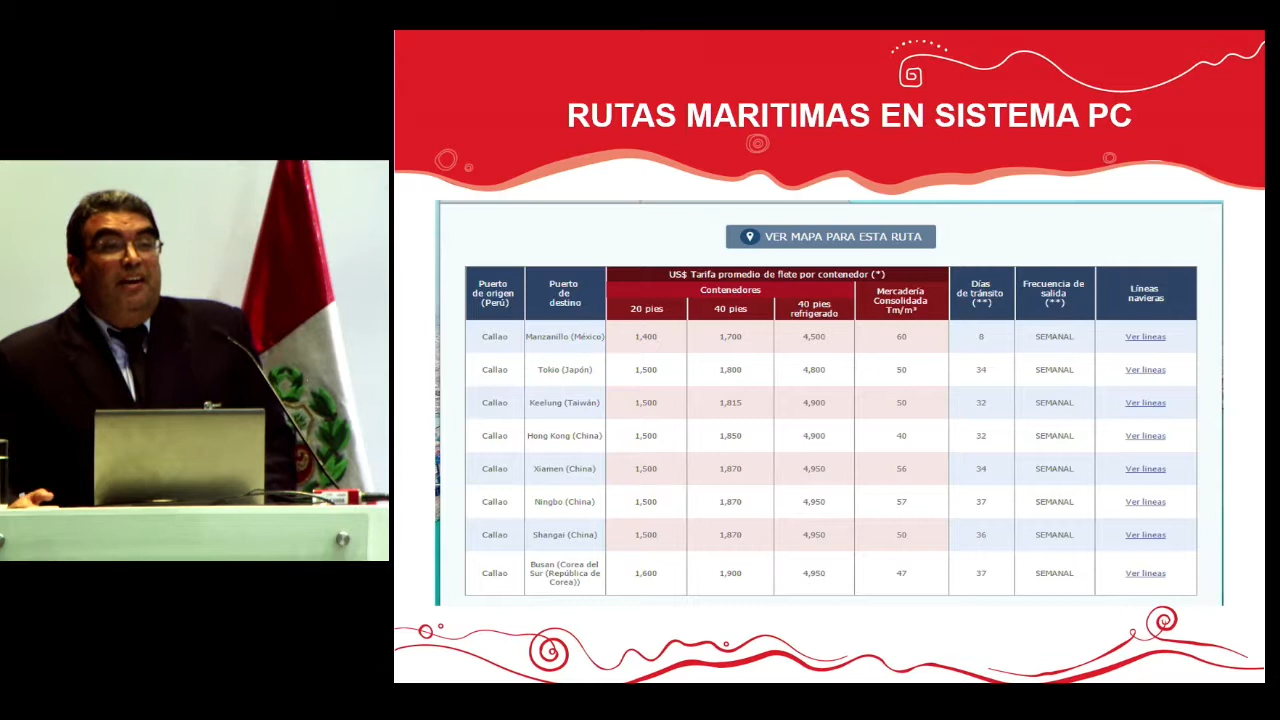 RUTAS MARITIMAS EN SISTEMA PC
VER MAPA PARA ESTA RUTA
Puerto de origen (Perú)
Puerto de destino
US$ Tarifa promedio de flete por contenedor (*)
Contenedores
20 pies
40 pies
40 pies refrigerado
Mercadería Consolidada Tm/m³
Días de tránsito (**)
Frecuencia de salida (**)
Líneas navieras
Callao Manzanillo (México) 1,400 1,700 4,500 60 8 SEMANAL Ver lineas
Callao Tokio (Japón) 1,500 1,800 4,800 50 34 SEMANAL Ver lineas
Callao Keelung (Taiwán) 1,500 1,815 4,900 50 32 SEMANAL Ver lineas
Callao Hong Kong (China) 1,500 1,850 4,900 40 32 SEMANAL Ver lineas
Callao Xiamen (China) 1,500 1,870 4,950 56 34 SEMANAL Ver lineas
Callao Ningbo (China) 1,500 1,870 4,950 57 37 SEMANAL Ver lineas
Callao Shangai (China) 1,500 1,870 4,950 50 36 SEMANAL Ver lineas
Callao Busan (Corea del Sur (República de Corea)) 1,600 1,900 4,950 47 37 SEMANAL Ver lineas